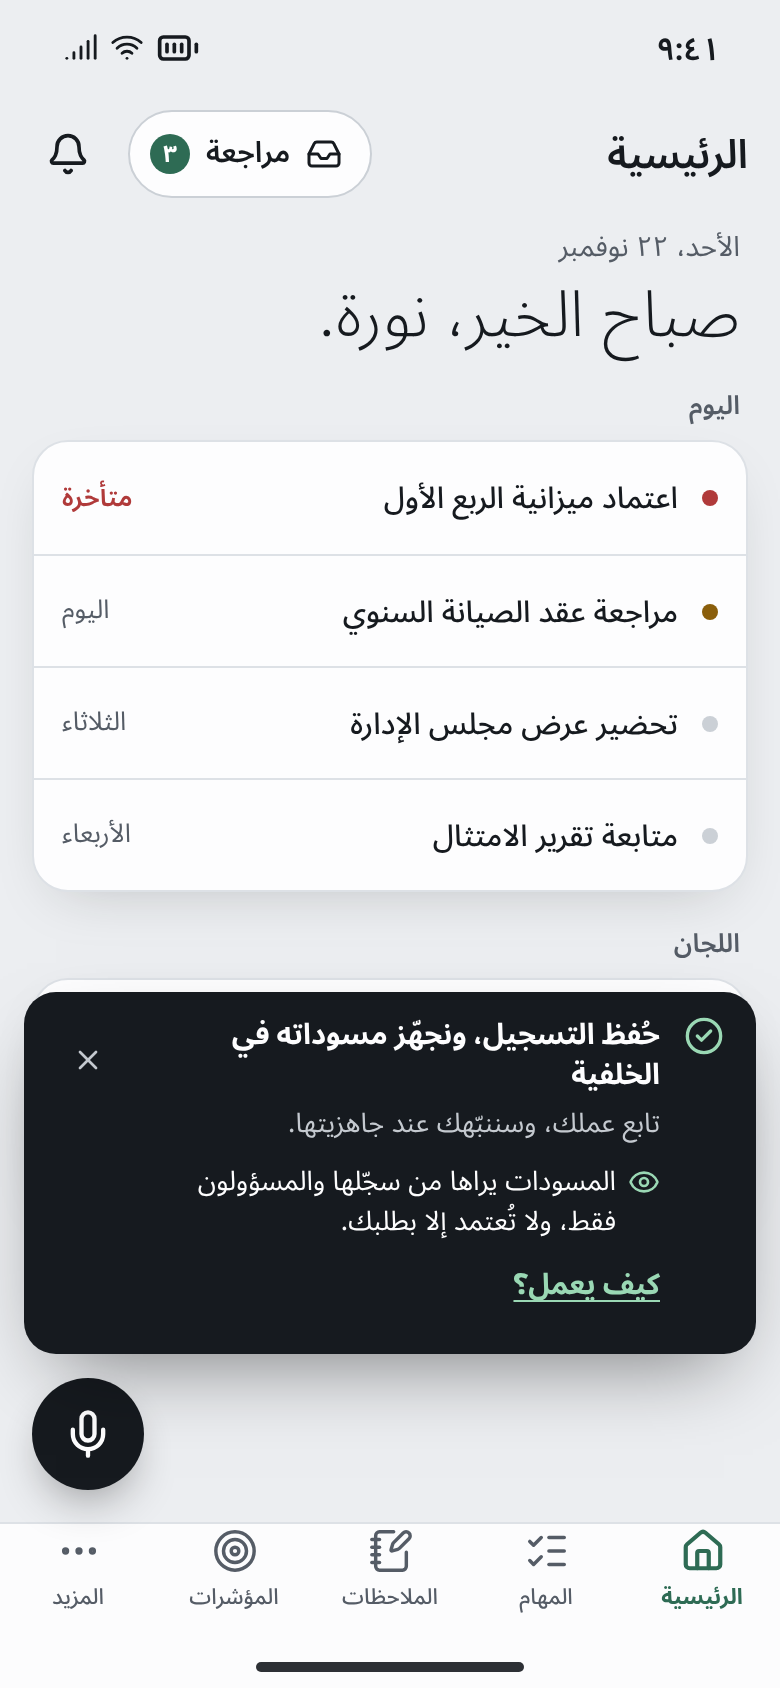 ٩:٤١
الرئيسية
مراجعة ٣
الأحد، ٢٢ نوفمبر
صباح الخير، نورة.
اليوم
اعتماد ميزانية الربع الأول متأخرة
مراجعة عقد الصيانة السنوي اليوم
تحضير عرض مجلس الإدارة الثلاثاء
متابعة تقرير الامتثال الأربعاء
اللجان
حُفظ التسجيل، ونجهّز مسوداته في
الخلفية
تابع عملك، وسننبّهك عند جاهزيتها.
المسودات يراها من سجّلها والمسؤولون
فقط، ولا تُعتمد إلا بطلبك.
كيف يعمل؟
الرئيسية المهام الملاحظات المؤشرات المزيد